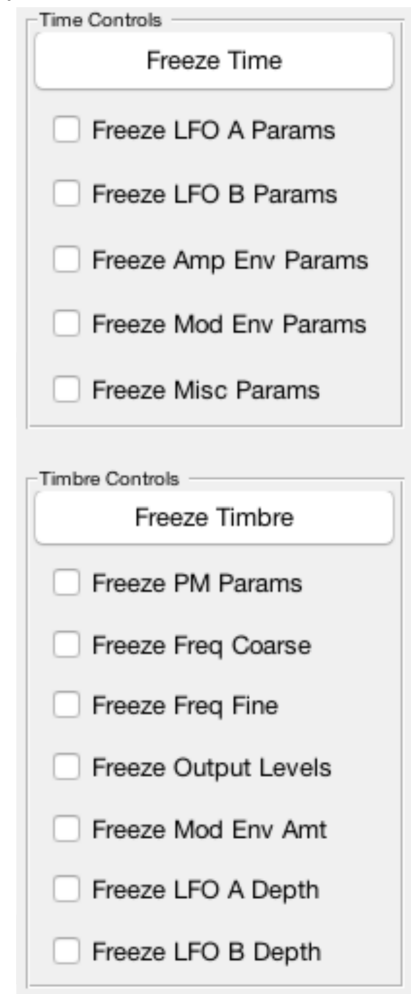 Time Controls
Freeze Time
Freeze LFO A Params
Freeze LFO B Params
Freeze Amp Env Params
Freeze Mod Env Params
Freeze Misc Params
Timbre Controls
Freeze Timbre
Freeze PM Params
Freeze Freq Coarse
Freeze Freq Fine
Freeze Output Levels
Freeze Mod Env Amt
Freeze LFO A Depth
Freeze LFO B Depth